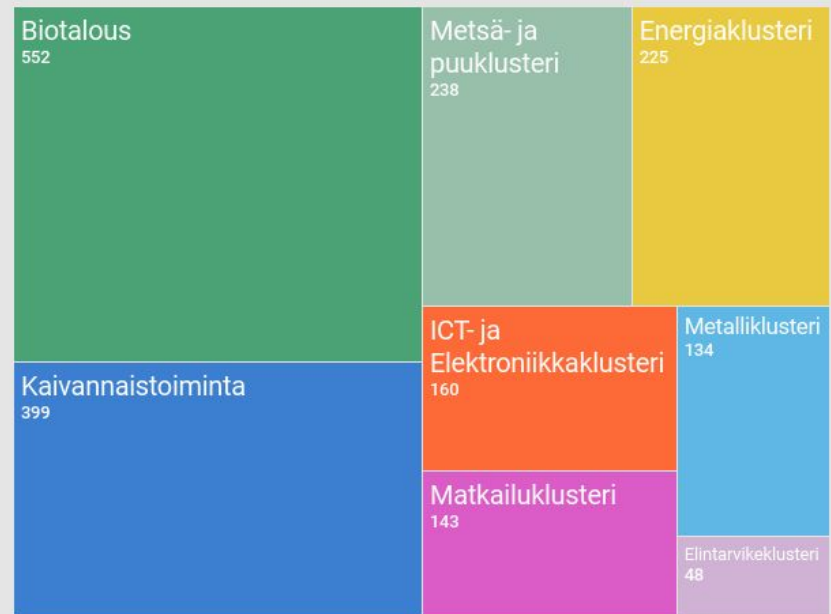 Biotalous
552
Metsä- ja
puuklusteri
238
Energiaklusteri
225
Kaivannaistoiminta
399
ICT- ja
Elektroniikkaklusteri
160
Metalliklusteri
134
Matkailuklusteri
143
Elintarvikeklusteri
48